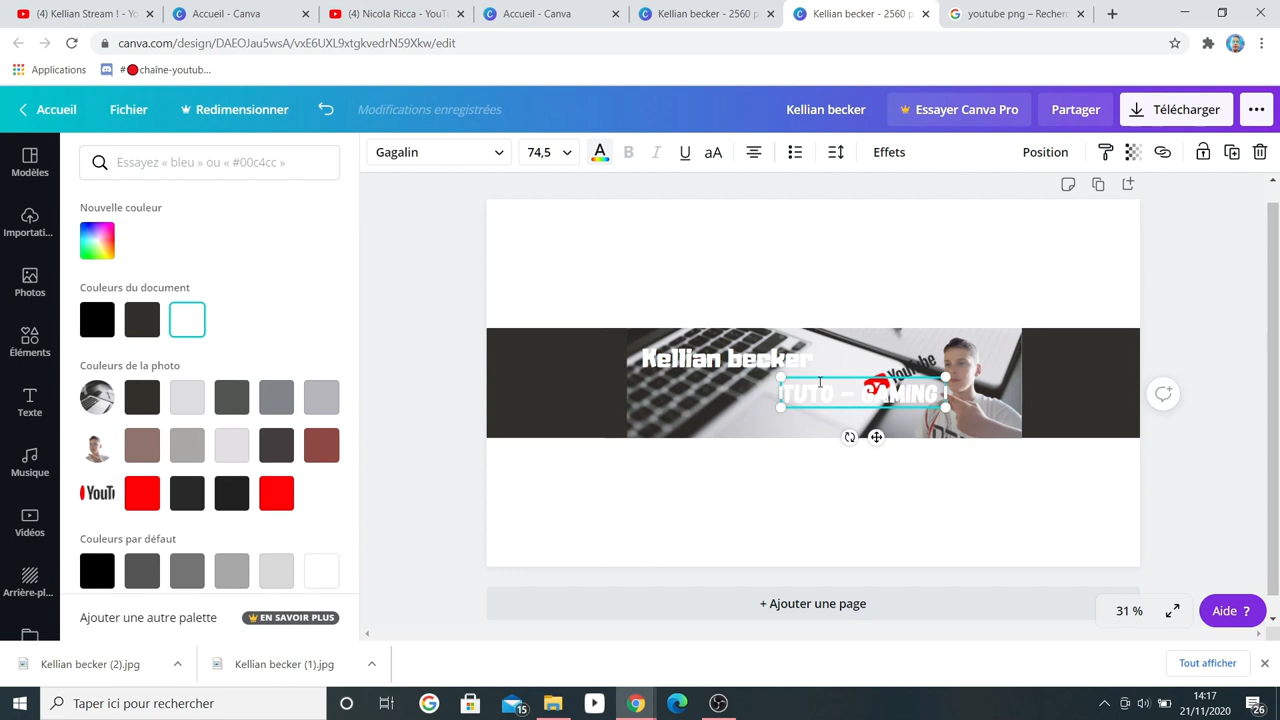 (4) Kellian Stream ! - Yo
Accueil - Canva
(4) Nicola Ricca - YouT
Accueil - Canva
Kellian becker - 2560 p
Kellian becker - 2560 p
youtube png – Recherc
canva.com/design/DAEOJau5wsA/vxE6UXL9xtgkvedrN59Xkw/edit
Applications
#🔴chaîne-youtub...
Accueil
Fichier
Redimensionner
Modifications enregistrées
Kellian becker
Essayer Canva Pro
Partager
Télécharger
Gagalin
74,5
A
B
I
U
aA
Effets
Position
Modèles
Importati...
Photos
Éléments
Texte
Musique
Vidéos
Arrière-pl...
Essayez « bleu » ou « #00c4cc »
Nouvelle couleur
Couleurs du document
Couleurs de la photo
YouTu
Couleurs par défaut
Ajouter une autre palette
EN SAVOIR PLUS
Kellian becker
YouTube
TUTO - GAMING
+ Ajouter une page
31 %
Aide ?
Kellian becker (2).jpg
Kellian becker (1).jpg
Tout afficher
Taper ici pour rechercher
15
14:17
21/11/2020
26